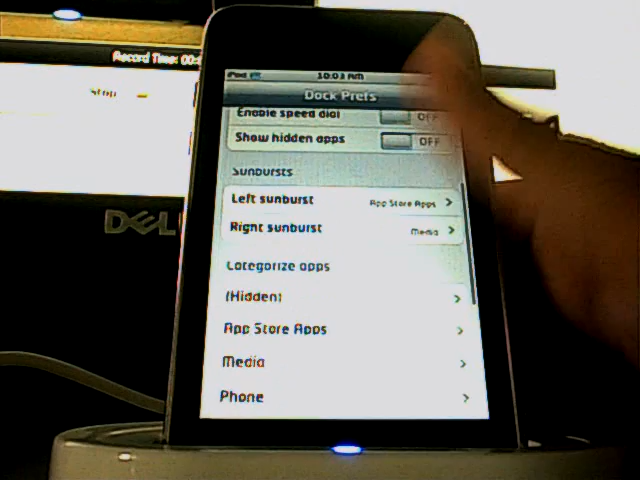 Record Time: 00:
Stop
DELL
iPod
10:03 AM
Dock Prefs
Enable speed dial
OFF
Show hidden apps
OFF
Sunbursts
Left sunburst
App Store Apps
Right sunburst
Media
Categorize apps
(Hidden)
App Store Apps
Media
Phone